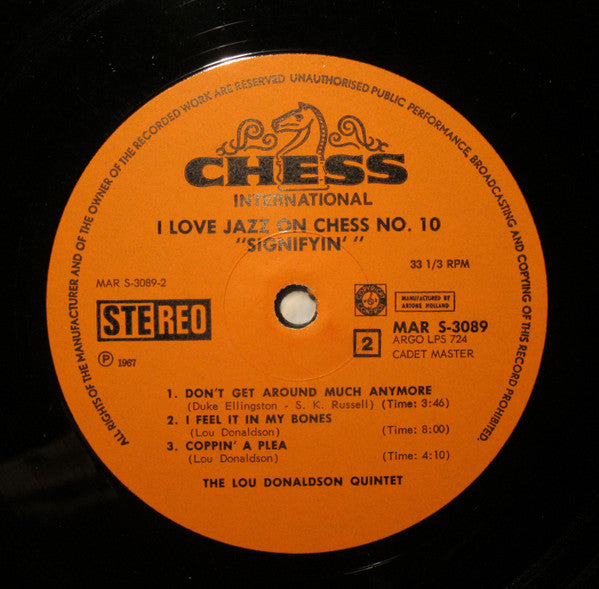 ALL RIGHTS OF THE MANUFACTURER AND OF THE OWNER OF THE RECORDED WORK ARE RESERVED UNAUTHORISED PUBLIC PERFORMANCE, BROADCASTING AND COPYING OF THIS RECORD PROHIBITED.
CHESS
INTERNATIONAL
I LOVE JAZZ ON CHESS NO. 10
"SIGNIFYIN' "
33 1/3 RPM
MAR S-3089-2
STEREO
Ⓟ 1967
MANUFACTURED BY
ARTONE HOLLAND
2
MAR S-3089
ARGO LPS 724
CADET MASTER
1. DON'T GET AROUND MUCH ANYMORE
(Duke Ellingston - S. K. Russell) (Time: 3:46)
2. I FEEL IT IN MY BONES
(Lou Donaldson) (Time: 8:00)
3. COPPIN' A PLEA
(Lou Donaldson) (Time: 4:10)
THE LOU DONALDSON QUINTET